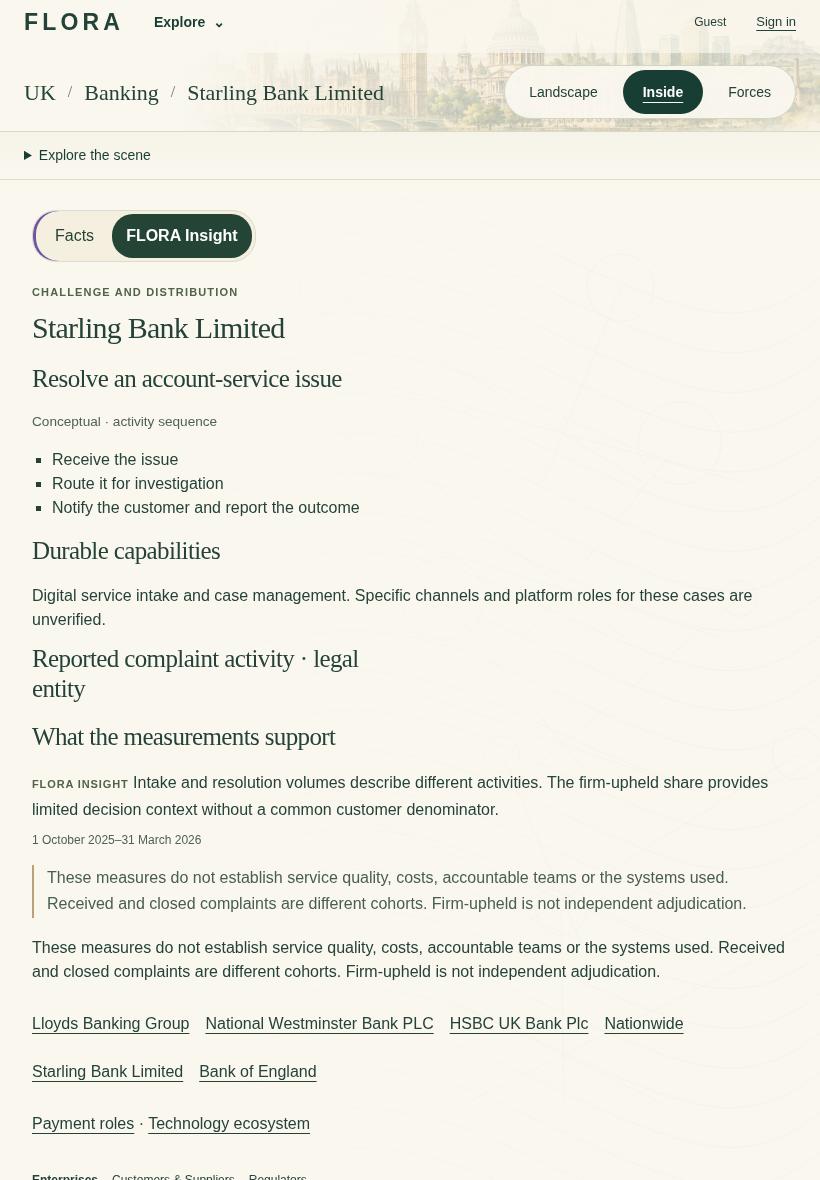 FLORA
Explore
Guest
Sign in
UK / Banking / Starling Bank Limited
Landscape
Inside
Forces
Explore the scene
Facts
FLORA Insight
CHALLENGE AND DISTRIBUTION
Starling Bank Limited
Resolve an account-service issue
Conceptual · activity sequence
Receive the issue
Route it for investigation
Notify the customer and report the outcome
Durable capabilities
Digital service intake and case management. Specific channels and platform roles for these cases are
unverified.
Reported complaint activity · legal
entity
What the measurements support
FLORA INSIGHT Intake and resolution volumes describe different activities. The firm-upheld share provides
limited decision context without a common customer denominator.
1 October 2025–31 March 2026
These measures do not establish service quality, costs, accountable teams or the systems used.
Received and closed complaints are different cohorts. Firm-upheld is not independent adjudication.
These measures do not establish service quality, costs, accountable teams or the systems used. Received
and closed complaints are different cohorts. Firm-upheld is not independent adjudication.
Lloyds Banking Group National Westminster Bank PLC HSBC UK Bank Plc Nationwide
Starling Bank Limited Bank of England
Payment roles · Technology ecosystem
Enterprises Customers & Suppliers Regulators